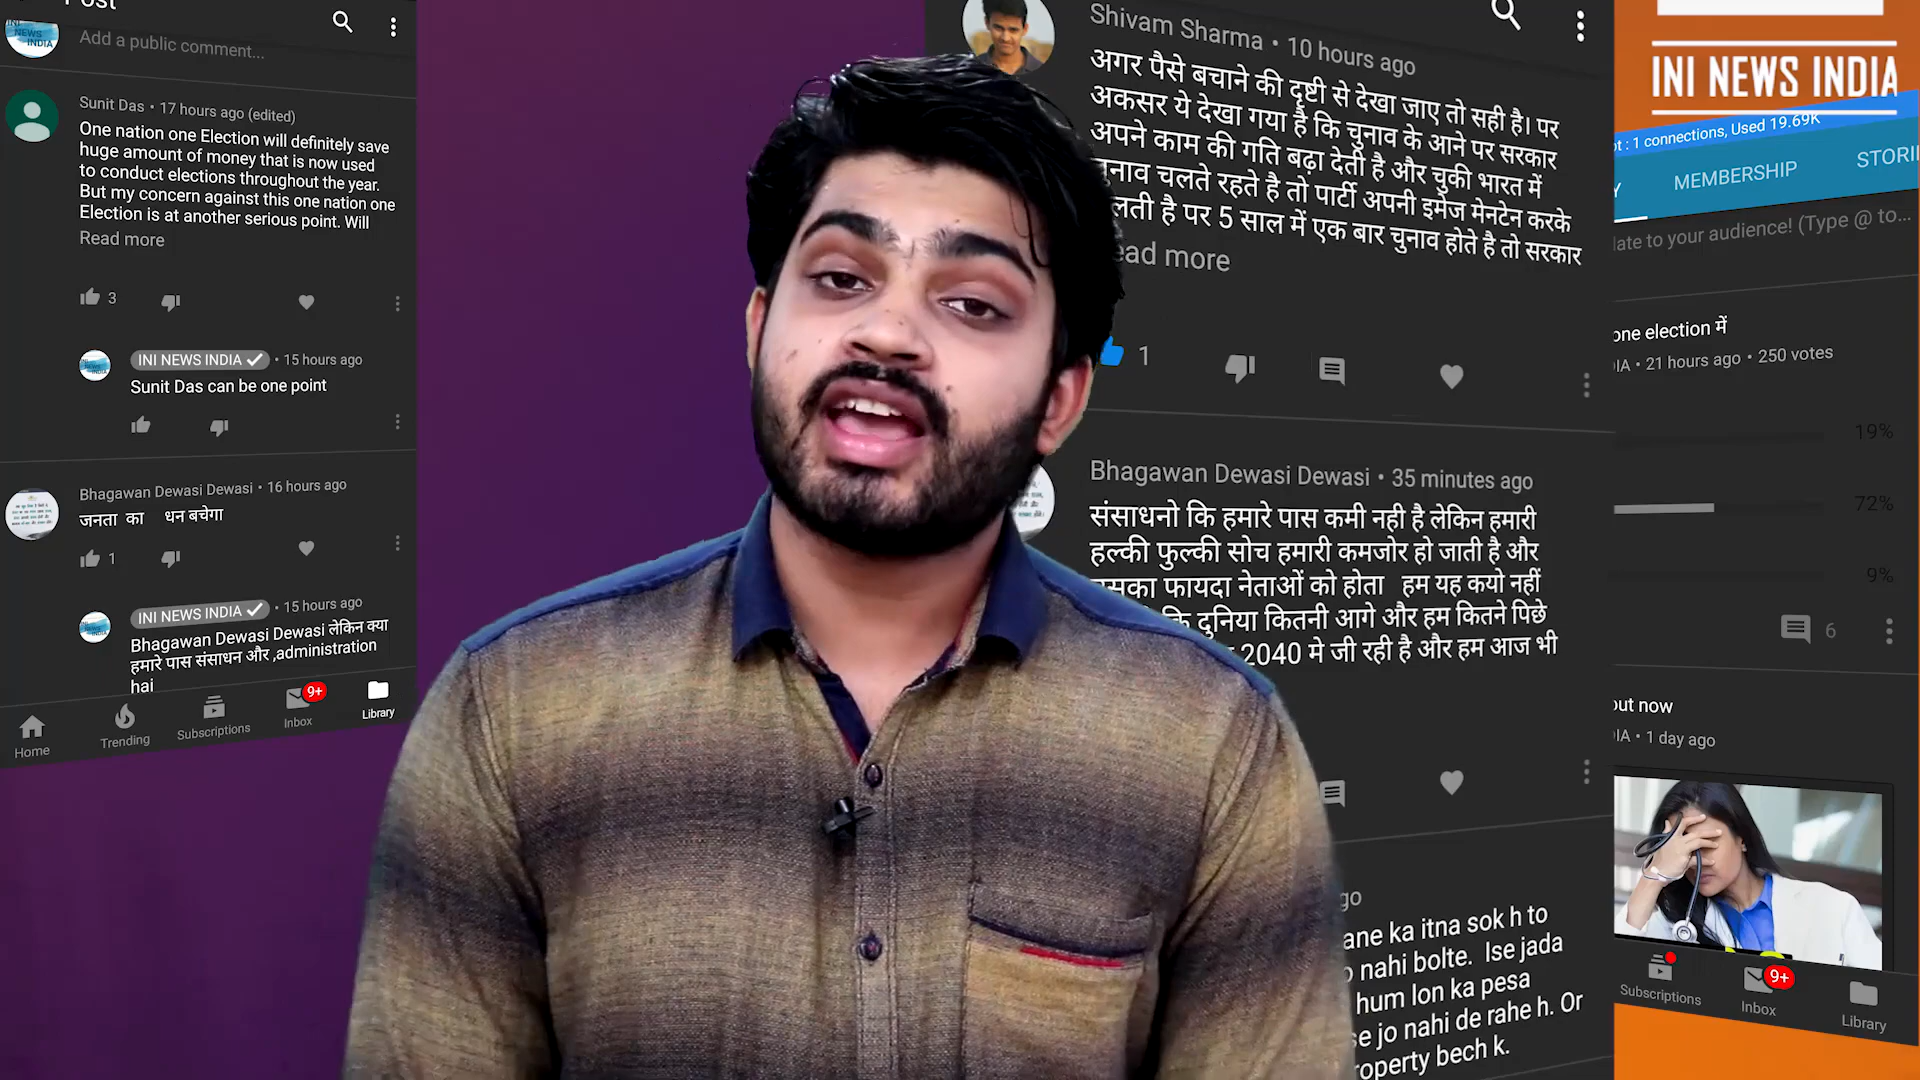 Post
Add a public comment...
Sunit Das • 17 hours ago (edited)
One nation one Election will definitely save
huge amount of money that is now used
to conduct elections throughout the year.
But my concern against this one nation one
Election is at another serious point. Will
Read more
3
INI NEWS INDIA • 15 hours ago
Sunit Das can be one point
Bhagawan Dewasi Dewasi • 16 hours ago
जनता का धन बचेगा
1
INI NEWS INDIA • 15 hours ago
Bhagawan Dewasi Dewasi लेकिन क्या
हमारे पास संसाधन और ,administration
hai
9+
Home
Trending
Subscriptions
Inbox
Library
Shivam Sharma • 10 hours ago
अगर पैसे बचाने की दृष्टी से देखा जाए तो सही है। पर
अकसर ये देखा गया है कि चुनाव के आने पर सरकार
अपने काम की गति बढ़ा देती है और चुकी भारत में
चलते रहते है तो पार्टी अपनी इमेज मेनटेन करके
है पर 5 साल में एक बार चुनाव होते है तो सरकार
Read more
1
Bhagawan Dewasi Dewasi • 35 minutes ago
संसाधनो कि हमारे पास कमी नही है लेकिन हमारी
हल्की फुल्की सोच हमारी कमजोर हो जाती है और
फायदा नेताओं को होता हम यह कयो नहीं
कि दुनिया कितनी आगे और हम कितने पिछे
2040 मे जी रही है और हम आज भी
ane ka itna sok h to
nahi bolte. Ise jada
hum lon ka pesa
se jo nahi de rahe h. Or
roperty bech k.
INI NEWS INDIA
: 1 connections, Used 19.69K
MEMBERSHIP
STORI
late to your audience! (Type @ to...
one election में
IA • 21 hours ago • 250 votes
19%
72%
9%
6
out now
IA • 1 day ago
9+
Subscriptions
Inbox
Library